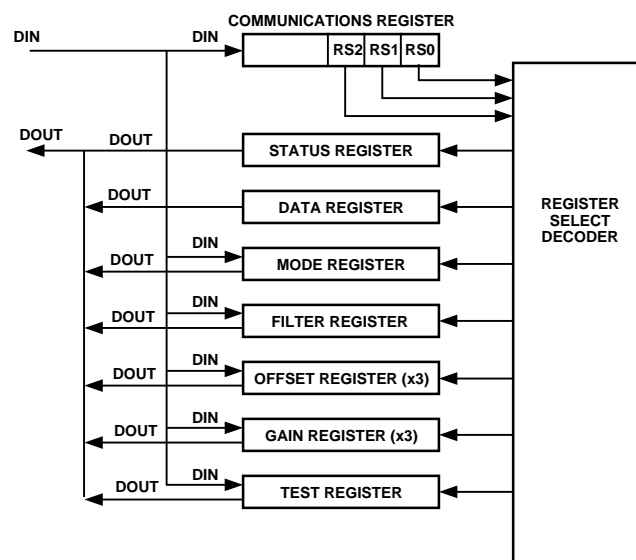 COMMUNICATIONS REGISTER
DIN
DIN
RS2
RS1
RS0
DOUT
DOUT
STATUS REGISTER
DOUT
DATA REGISTER
REGISTER
SELECT
DECODER
DIN
DOUT
MODE REGISTER
DIN
DOUT
FILTER REGISTER
DIN
DOUT
OFFSET REGISTER (x3)
DIN
DOUT
GAIN REGISTER (x3)
DIN
DOUT
TEST REGISTER